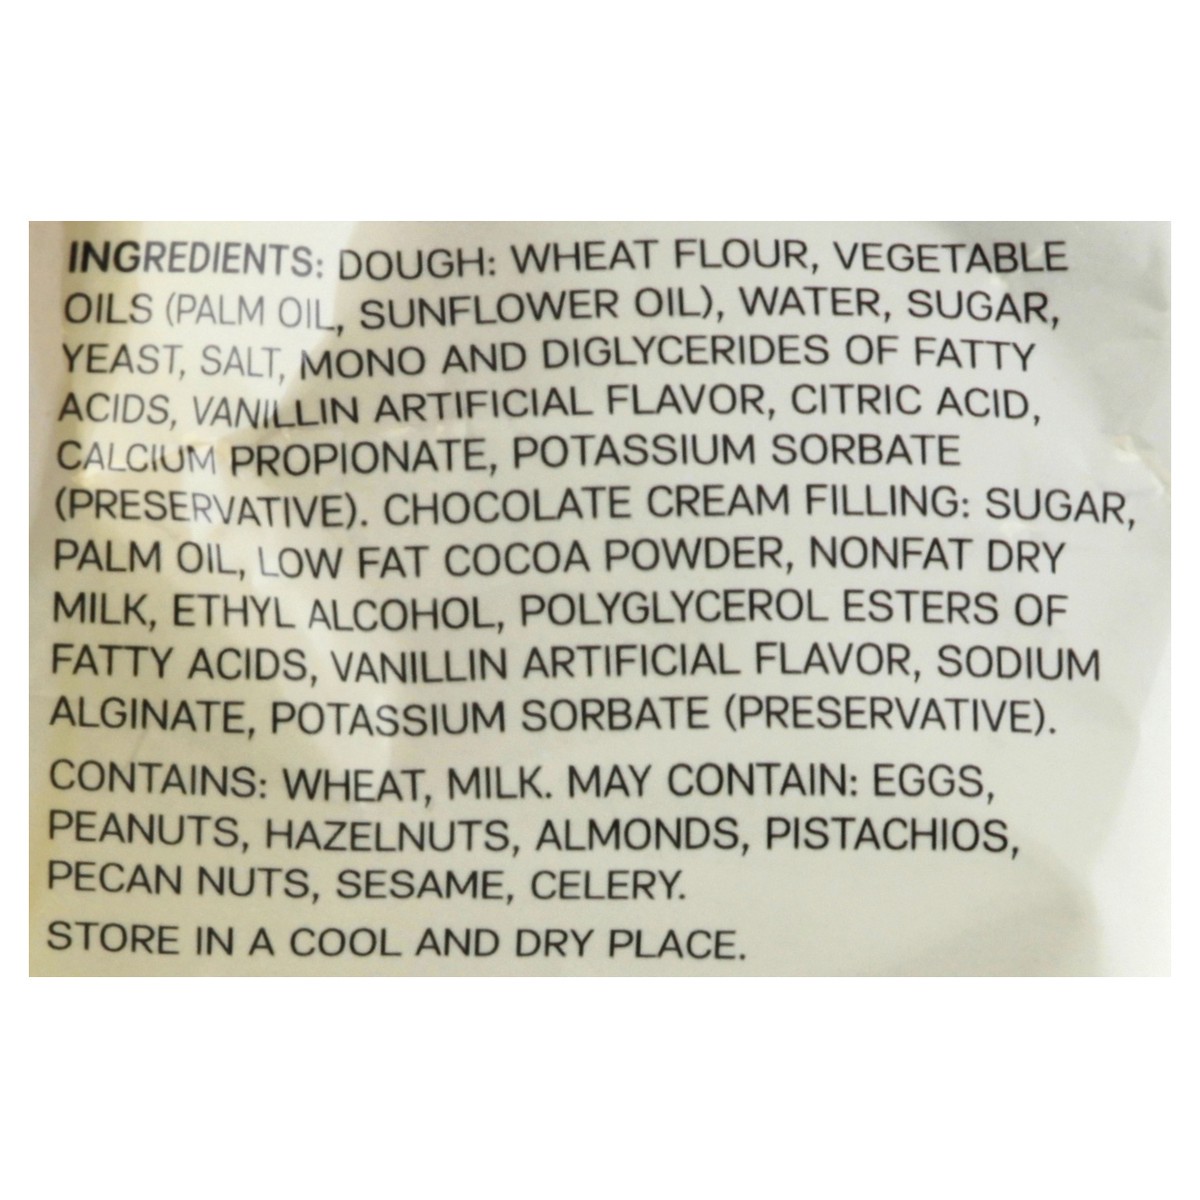 INGREDIENTS: DOUGH: WHEAT FLOUR, VEGETABLE
OILS (PALM OIL, SUNFLOWER OIL), WATER, SUGAR,
YEAST, SALT, MONO AND DIGLYCERIDES OF FATTY
ACIDS, VANILLIN ARTIFICIAL FLAVOR, CITRIC ACID,
CALCIUM PROPIONATE, POTASSIUM SORBATE
(PRESERVATIVE). CHOCOLATE CREAM FILLING: SUGAR,
PALM OIL, LOW FAT COCOA POWDER, NONFAT DRY
MILK, ETHYL ALCOHOL, POLYGLYCEROL ESTERS OF
FATTY ACIDS, VANILLIN ARTIFICIAL FLAVOR, SODIUM
ALGINATE, POTASSIUM SORBATE (PRESERVATIVE).
CONTAINS: WHEAT, MILK. MAY CONTAIN: EGGS,
PEANUTS, HAZELNUTS, ALMONDS, PISTACHIOS,
PECAN NUTS, SESAME, CELERY.
STORE IN A COOL AND DRY PLACE.